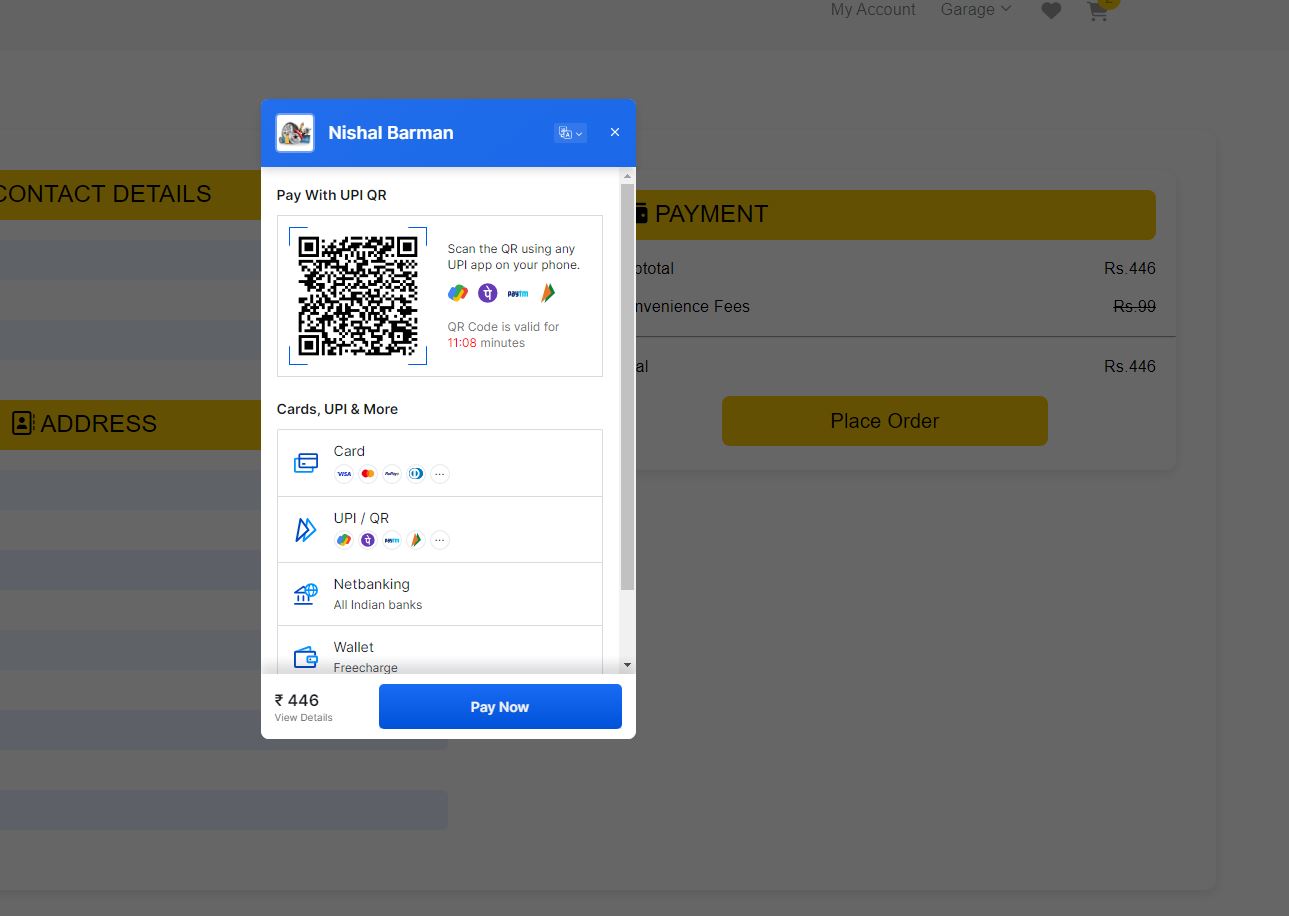 My Account Garage
2
Nishal Barman
CONTACT DETAILS
ADDRESS
Pay With UPI QR
Scan the QR using any
UPI app on your phone.
paytm
QR Code is valid for
11:08 minutes
Cards, UPI & More
Card
VISA RuPay
UPI / QR
paytm
Netbanking
All Indian banks
Wallet
Freecharge
₹ 446
View Details
Pay Now
PAYMENT
btotal Rs.446
nvenience Fees Rs.99
al Rs.446
Place Order